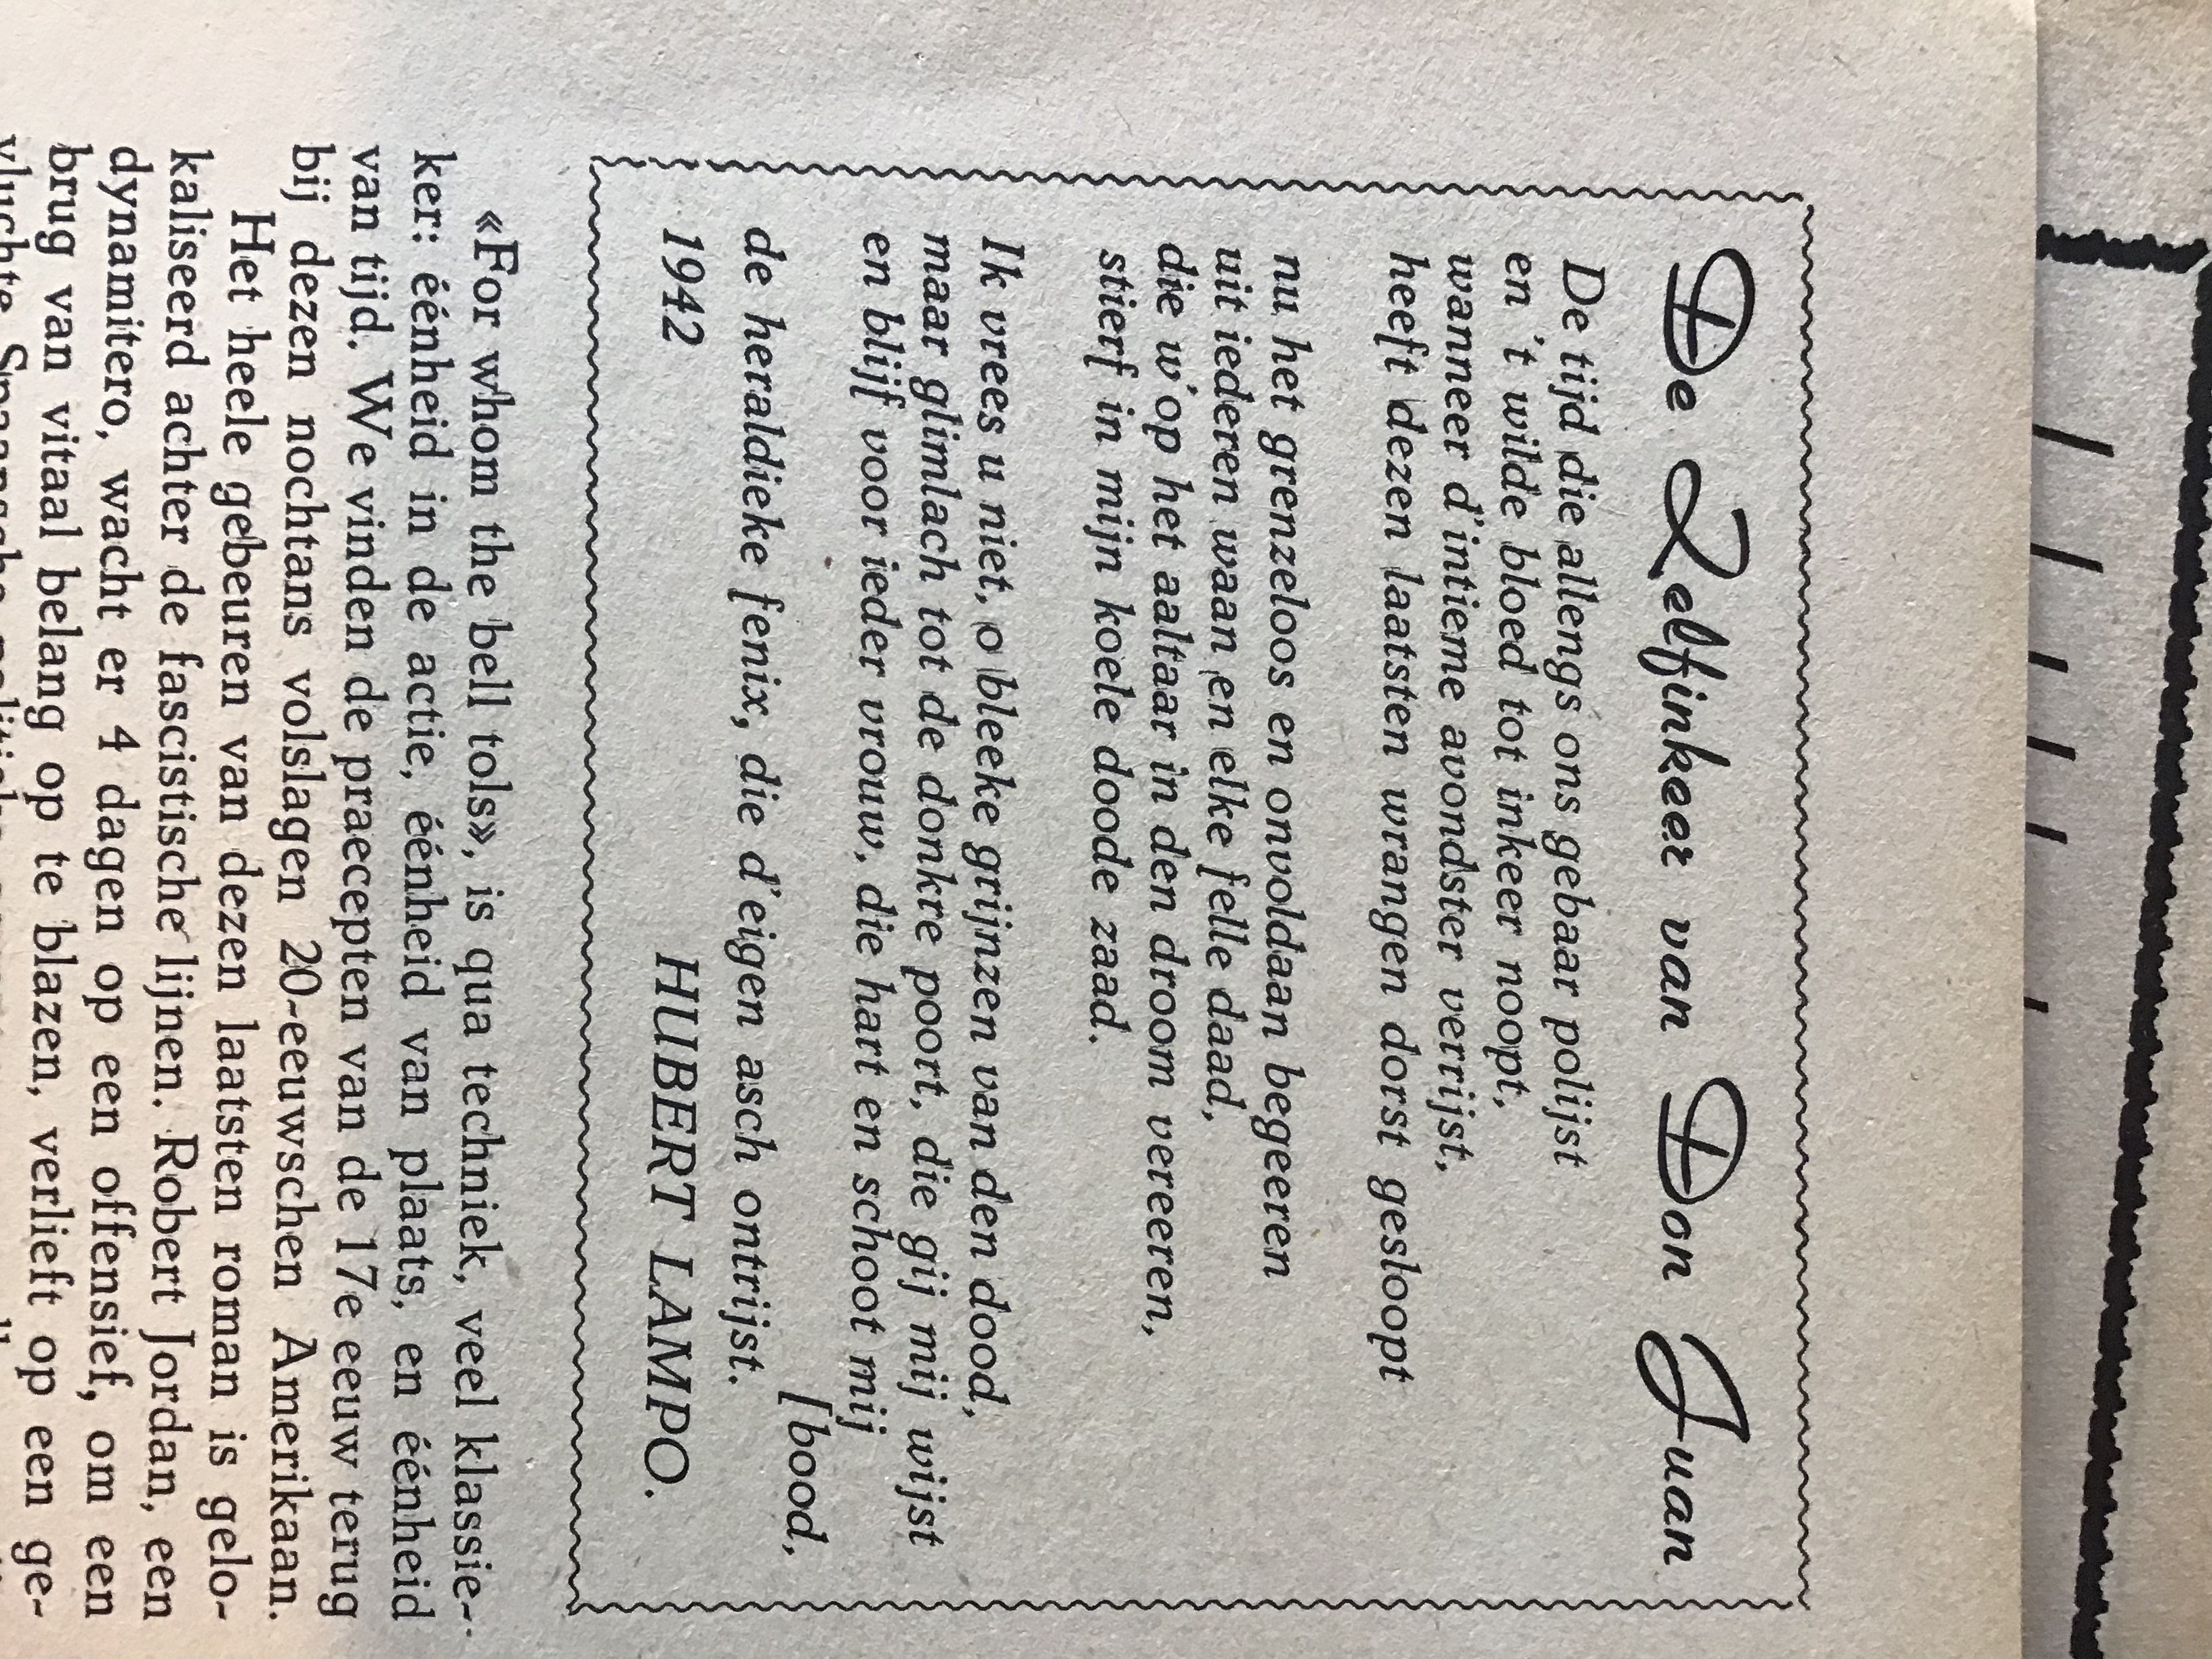 De Zelfinkeer van Don Juan
De tijd die allengs ons gebaar polijst
en 't wilde bloed tot inkeer noopt,
wanneer d'intieme avondster verrijst,
heeft dezen laatsten wrangen dorst gesloopt
nu het grenzeloos en onvoldaan begeeren
uit iederen waan en elke felle daad,
die w'op het aaltaar in den droom vereeren,
stierf in mijn koele doode zaad.
Ik vrees u niet, o bleeke grijnzen van den dood,
maar glimlach tot de donkre poort, die gij mij wijst
en blijf voor ieder vrouw, die hart en schoot mij
[bood,
de heraldieke fenix, die d'eigen asch ontrijst.
1942 HUIBERT LAMPO.
«For whom the bell tols», is qua techniek, veel klassie-
ker: éénheid in de actie, éénheid van plaats, en éénheid
van tijd. We vinden de praecepten van de 17e eeuw terug
bij dezen nochtans volslagen 20-eeuwschen Amerikaan.
Het heele gebeuren van dezen laatsten roman is gelo-
kaliseerd achter de fascistische lijnen. Robert Jordan, een
dynamitero, wacht er 4 dagen op een offensief, om een
brug van vitaal belang op te blazen, verlieft op een ge-
vluchte Spaansche